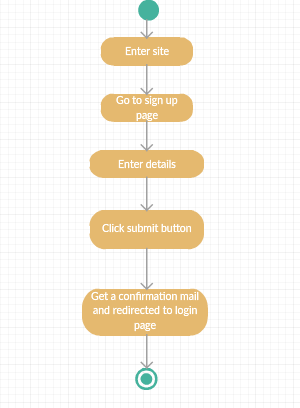 Enter site
Go to sign up
page
Enter details
Click submit button
Get a confirmation mail
and redirected to login
page